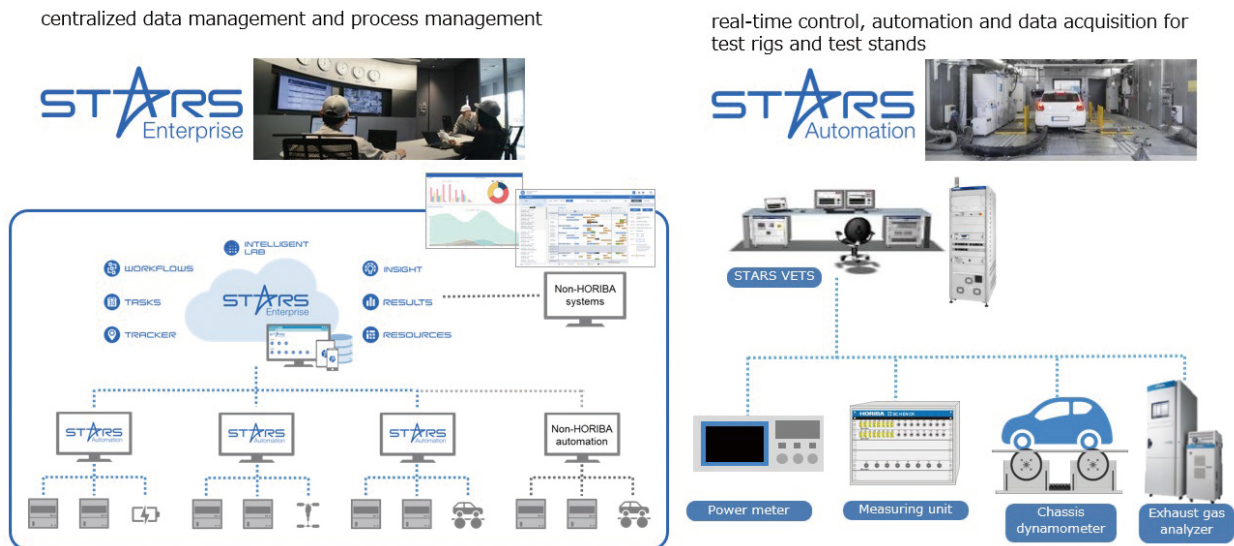 centralized data management and process management
STARS
Enterprise
INTELLIGENT
LAB
WORKFLOWS
TASKS
TRACKER
STARS
Enterprise
INSIGHT
RESULTS
RESOURCES
Non-HORIBA
systems
STARS
Automation
STARS
Automation
STARS
Automation
Non-HORIBA
automation
real-time control, automation and data acquisition for
test rigs and test stands
STARS
Automation
STARS VETS
HORIBA
Power meter
Measuring unit
Chassis
dynamometer
Exhaust gas
analyzer